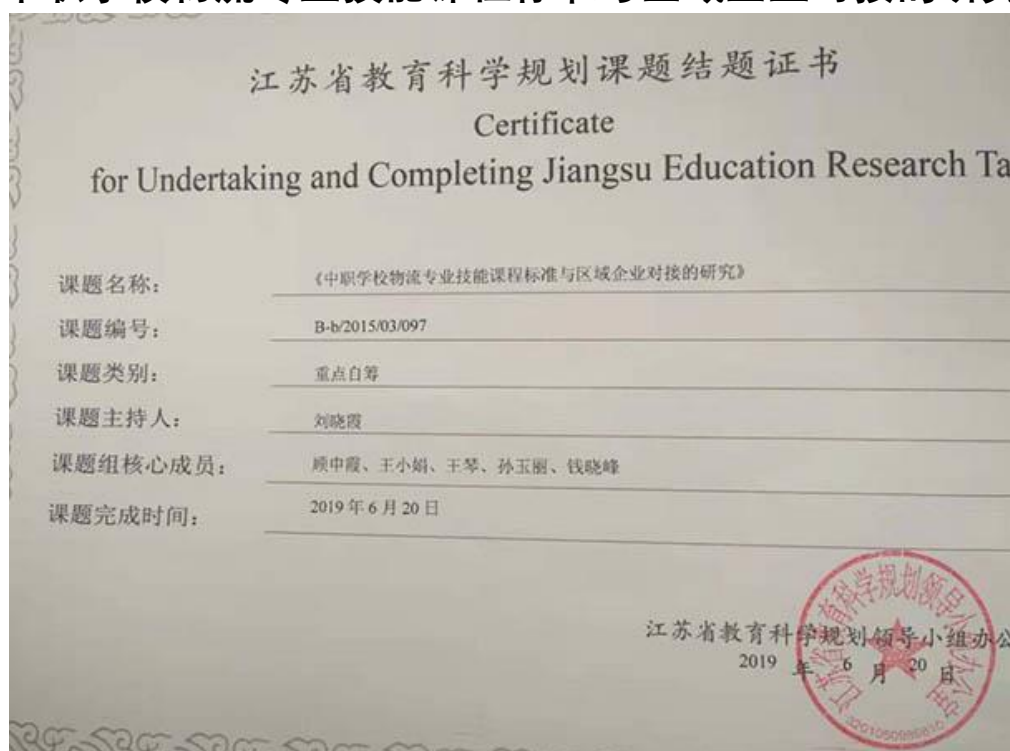 江苏省教育科学规划课题结题证书
Certificate
for Undertaking and Completing Jiangsu Education Research Ta
课题名称：《中职学校物流专业技能课程标准与区域企业对接的研究》
课题编号：B-b/2015/03/097
课题类别：重点自筹
课题主持人：刘晓霞
课题组核心成员：顾中霞、王小娟、王琴、孙玉丽、钱晓峰
课题完成时间：2019年6月20日
江苏省教育科学规划领导小组办公
2019 年 6 月 20 日